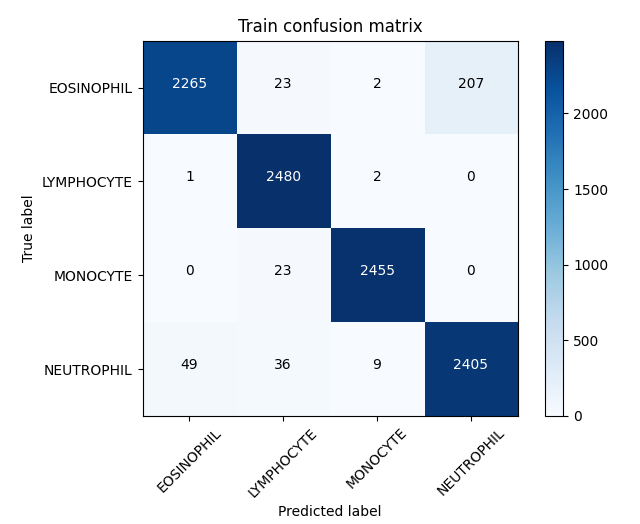 Train confusion matrix
True label
EOSINOPHIL 2265 23 2 207
LYMPHOCYTE 1 2480 2 0
MONOCYTE 0 23 2455 0
NEUTROPHIL 49 36 9 2405
EOSINOPHIL LYMPHOCYTE MONOCYTE NEUTROPHIL
Predicted label
2000
1500
1000
500
0